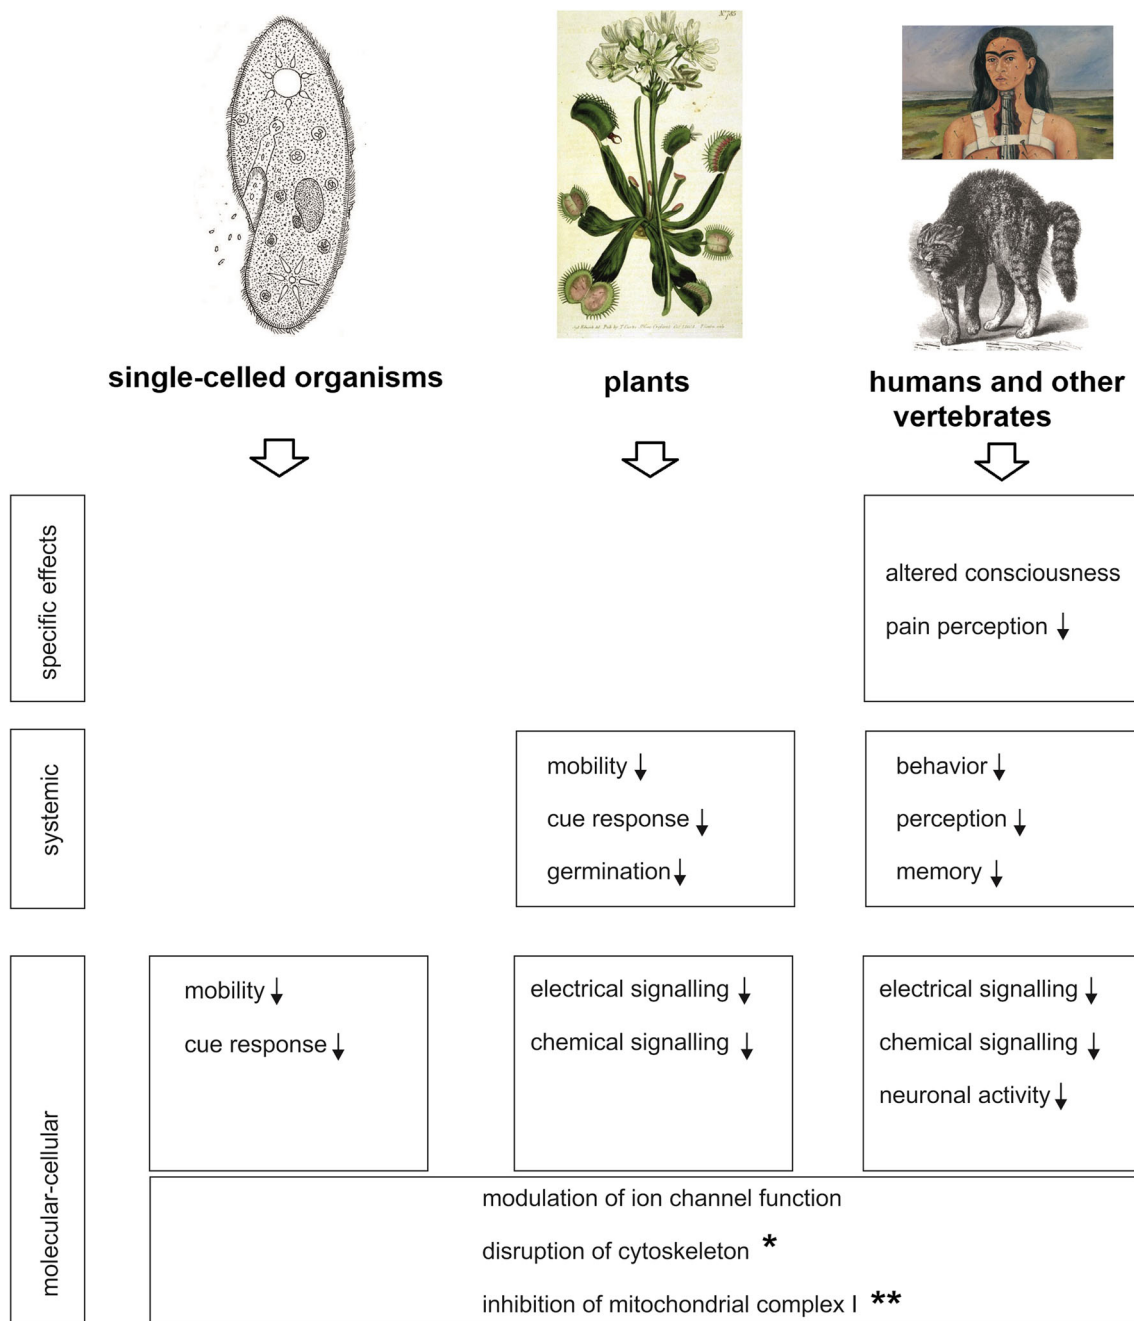 single-celled organisms
plants
humans and other
vertebrates
specific effects
altered consciousness
pain perception ↓
systemic
mobility ↓
cue response ↓
germination ↓
behavior ↓
perception ↓
memory ↓
molecular-cellular
mobility ↓
cue response ↓
electrical signalling ↓
chemical signalling ↓
electrical signalling ↓
chemical signalling ↓
neuronal activity ↓
modulation of ion channel function
disruption of cytoskeleton *
inhibition of mitochondrial complex I **